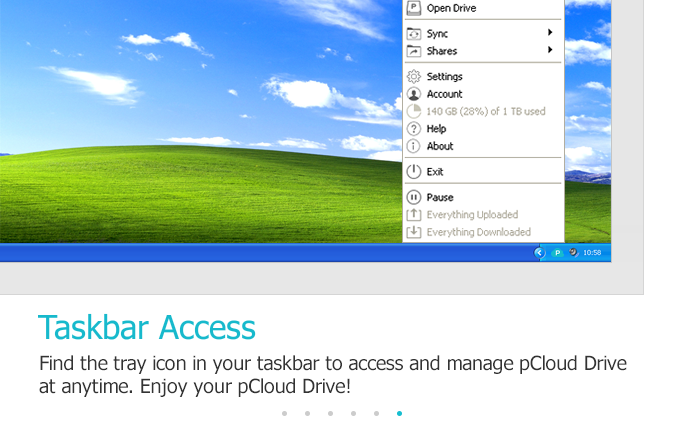 P
Open Drive
Sync
Shares
Settings
Account
140 GB (28%) of 1 TB used
Help
About
Exit
Pause
Everything Uploaded
Everything Downloaded
P 10:58
Taskbar Access
Find the tray icon in your taskbar to access and manage pCloud Drive
at anytime. Enjoy your pCloud Drive!